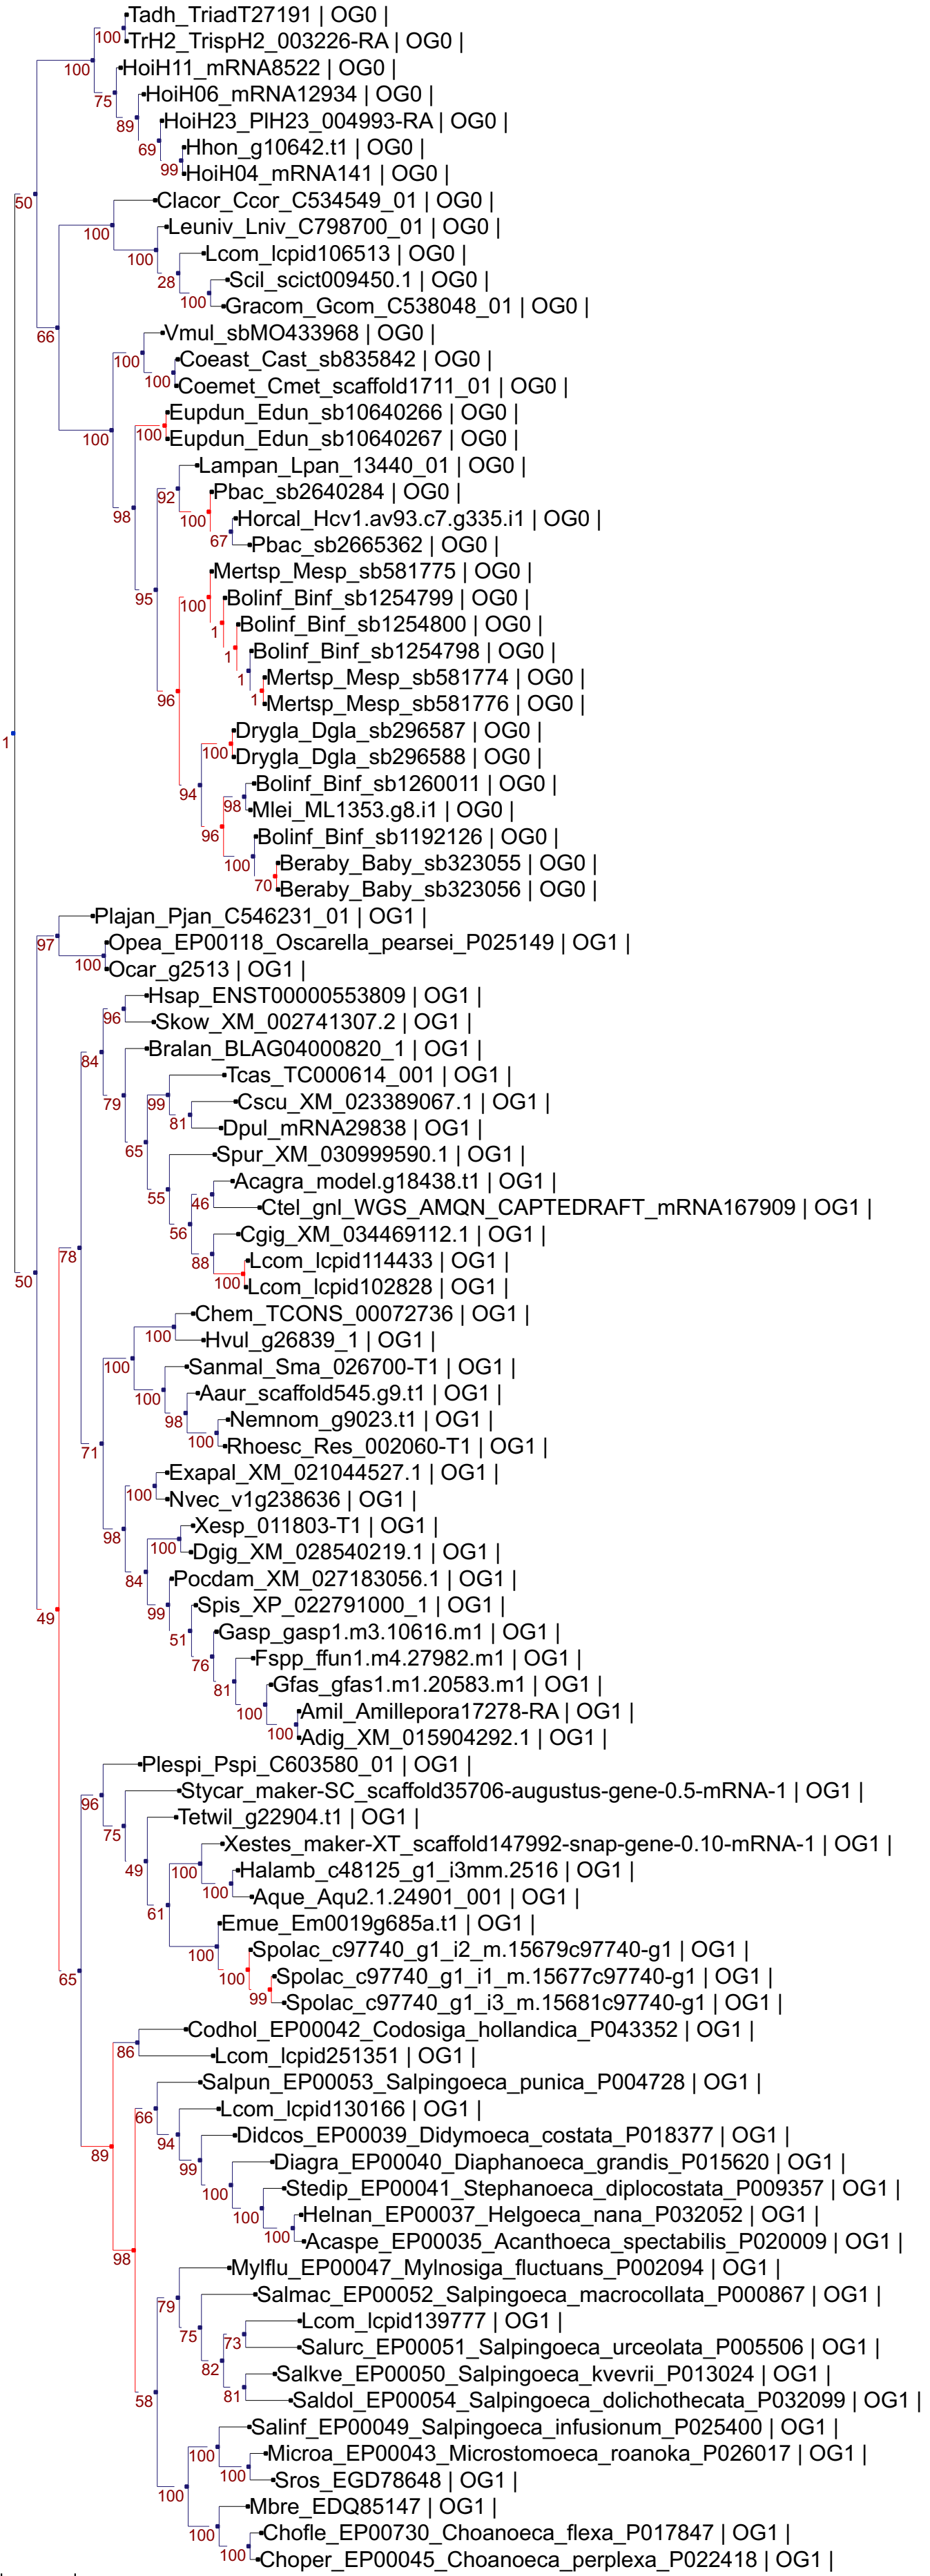 Tadh_TriadT27191 | OG0 |
100
TrH2_TrispH2_003226-RA | OG0 |
100
HoiH11_mRNA8522 | OG0 |
75
HoiH06_mRNA12934 | OG0 |
89
HoiH23_PlH23_004993-RA | OG0 |
69
Hhon_g10642.t1 | OG0 |
99
HoiH04_mRNA141 | OG0 |
50
Clacor_Ccor_C534549_01 | OG0 |
100
Leuniv_Lniv_C798700_01 | OG0 |
100
Lcom_lcpid106513 | OG0 |
28
Scil_scict009450.1 | OG0 |
100
Gracom_Gcom_C538048_01 | OG0 |
66
Vmul_sbMO433968 | OG0 |
100
Coeast_Cast_sb835842 | OG0 |
100
Coemet_Cmet_scaffold1711_01 | OG0 |
Eupdun_Edun_sb10640266 | OG0 |
100
100
Eupdun_Edun_sb10640267 | OG0 |
Lampan_Lpan_13440_01 | OG0 |
92
Pbac_sb2640284 | OG0 |
98
100
Horcal_Hcv1.av93.c7.g335.i1 | OG0 |
67
Pbac_sb2665362 | OG0 |
Mertsp_Mesp_sb581775 | OG0 |
95
Bolinf_Binf_sb1254799 | OG0 |
100
Bolinf_Binf_sb1254800 | OG0 |
1
Bolinf_Binf_sb1254798 | OG0 |
1
Mertsp_Mesp_sb581774 | OG0 |
1
1
96
Mertsp_Mesp_sb581776 | OG0 |
Drygla_Dgla_sb296587 | OG0 |
1
100
Drygla_Dgla_sb296588 | OG0 |
Bolinf_Binf_sb1260011 | OG0 |
94
98
Mlei_ML1353.g8.i1 | OG0 |
96
Bolinf_Binf_sb1192126 | OG0 |
100
Beraby_Baby_sb323055 | OG0 |
70
Beraby_Baby_sb323056 | OG0 |
Plajan_Pjan_C546231_01 | OG1 |
97
Opea_EP00118_Oscarella_pearsei_P025149 | OG1 |
100
Ocar_g2513 | OG1 |
Hsap_ENST00000553809 | OG1 |
96
Skow_XM_002741307.2 | OG1 |
Bralan_BLAG04000820_1 | OG1 |
84
Tcas_TC000614_001 | OG1 |
79
99
Cscu_XM_023389067.1 | OG1 |
81
Dpul_mRNA29838 | OG1 |
65
Spur_XM_030999590.1 | OG1 |
Acagra_model.g18438.t1 | OG1 |
55
46
Ctel_gnl_WGS_AMQN_CAPTEDRAFT_mRNA167909 | OG1 |
56
Cgig_XM_034469112.1 | OG1 |
78
88
Lcom_lcpid114433 | OG1 |
50
100
Lcom_lcpid102828 | OG1 |
Chem_TCONS_00072736 | OG1 |
100
Hvul_g26839_1 | OG1 |
100
Sanmal_Sma_026700-T1 | OG1 |
100
Aaur_scaffold545.g9.t1 | OG1 |
98
Nemnom_g9023.t1 | OG1 |
71
100
Rhoesc_Res_002060-T1 | OG1 |
Exapal_XM_021044527.1 | OG1 |
100
Nvec_v1g238636 | OG1 |
98
Xesp_011803-T1 | OG1 |
100
Dgig_XM_028540219.1 | OG1 |
84
Pocdam_XM_027183056.1 | OG1 |
99
Spis_XP_022791000_1 | OG1 |
49
51
Gasp_gasp1.m3.10616.m1 | OG1 |
76
Fspp_ffun1.m4.27982.m1 | OG1 |
81
Gfas_gfas1.m1.20583.m1 | OG1 |
100
Amil_Amillepora17278-RA | OG1 |
100
Adig_XM_015904292.1 | OG1 |
Plespi_Pspi_C603580_01 | OG1 |
96
Stycar_maker-SC_scaffold35706-augustus-gene-0.5-mRNA-1 | OG1 |
75
Tetwil_g22904.t1 | OG1 |
49
Xestes_maker-XT_scaffold147992-snap-gene-0.10-mRNA-1 | OG1 |
100
Halamb_c48125_g1_i3mm.2516 | OG1 |
100
Aque_Aqu2.1.24901_001 | OG1 |
61
Emue_Em0019g685a.t1 | OG1 |
100
Spolac_c97740_g1_i2_m.15679c97740-g1 | OG1 |
65
100
Spolac_c97740_g1_i1_m.15677c97740-g1 | OG1 |
99
Spolac_c97740_g1_i3_m.15681c97740-g1 | OG1 |
Codhol_EP00042_Codosiga_hollandica_P043352 | OG1 |
86
Lcom_lcpid251351 | OG1 |
Salpun_EP00053_Salpingoeca_punica_P004728 | OG1 |
66
Lcom_lcpid130166 | OG1 |
94
Didcos_EP00039_Didymoeca_costata_P018377 | OG1 |
89
99
Diagra_EP00040_Diaphanoeca_grandis_P015620 | OG1 |
100
Stedip_EP00041_Stephanoeca_diplocostata_P009357 | OG1 |
100
Helnan_EP00037_Helgoeca_nana_P032052 | OG1 |
100
Acaspe_EP00035_Acanthoeca_spectabilis_P020009 | OG1 |
98
Mylflu_EP00047_Mylnosiga_fluctuans_P002094 | OG1 |
79
Salmac_EP00052_Salpingoeca_macrocollata_P000867 | OG1 |
75
Lcom_lcpid139777 | OG1 |
73
Salurc_EP00051_Salpingoeca_urceolata_P005506 | OG1 |
82
Salkve_EP00050_Salpingoeca_kvevrii_P013024 | OG1 |
58
81
Saldol_EP00054_Salpingoeca_dolichothecata_P032099 | OG1 |
Salinf_EP00049_Salpingoeca_infusionum_P025400 | OG1 |
100
Microa_EP00043_Microstomoeca_roanoka_P026017 | OG1 |
100
Sros_EGD78648 | OG1 |
100
Mbre_EDQ85147 | OG1 |
100
Chofle_EP00730_Choanoeca_flexa_P017847 | OG1 |
100
Choper_EP00045_Choanoeca_perplexa_P022418 | OG1 |